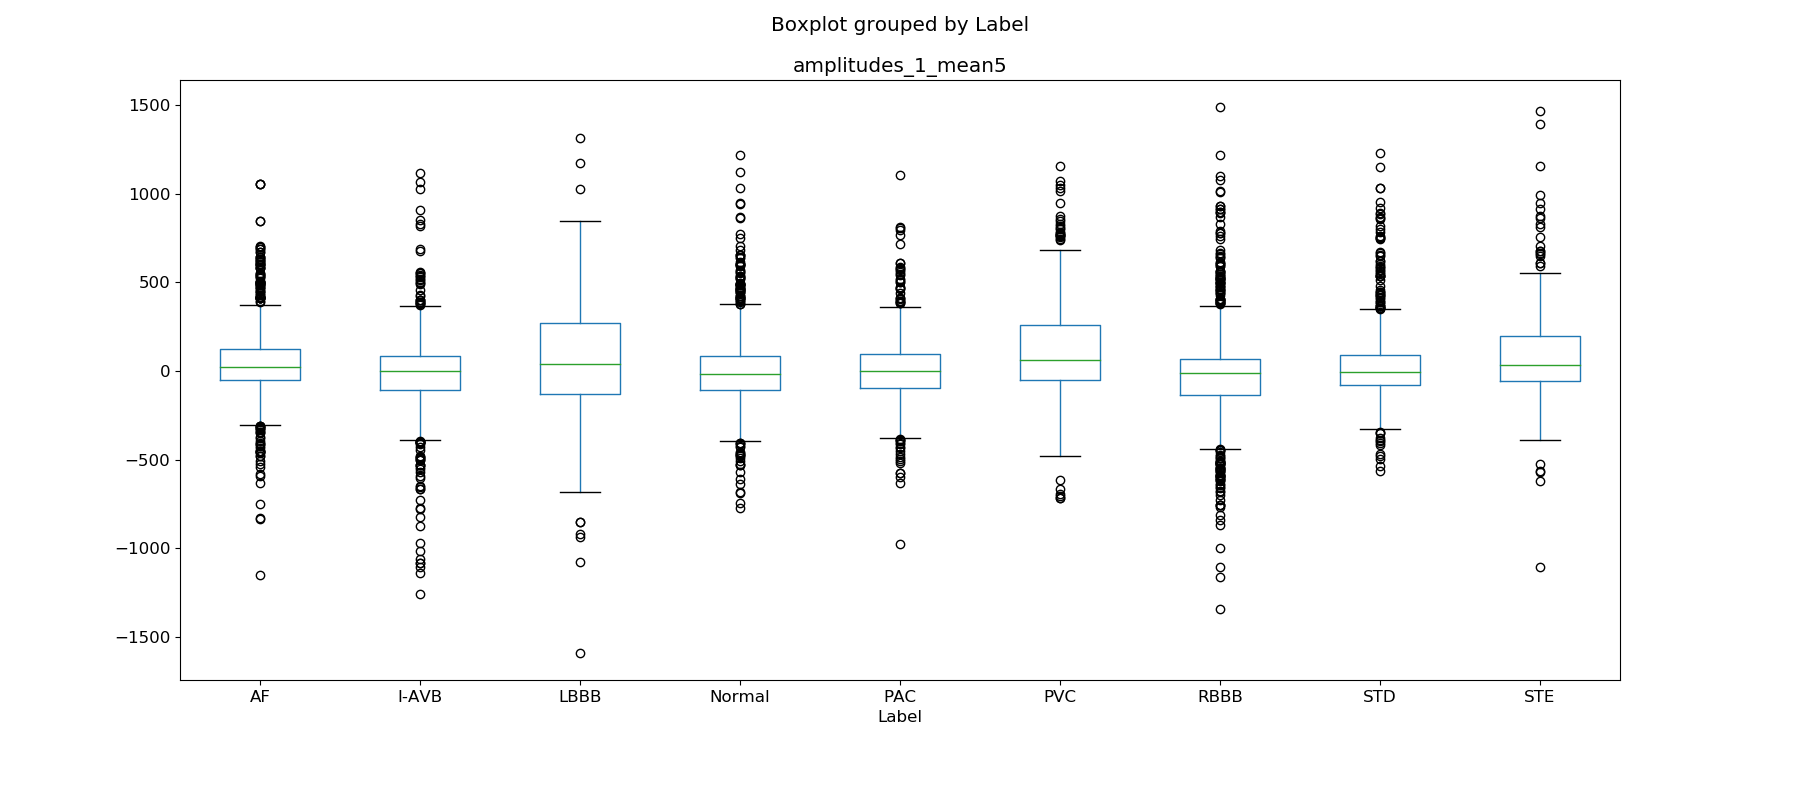 Boxplot grouped by Label
amplitudes_1_mean5
1500
1000
500
0
−500
−1000
−1500
AF I-AVB LBBB Normal PAC PVC RBBB STD STE
Label